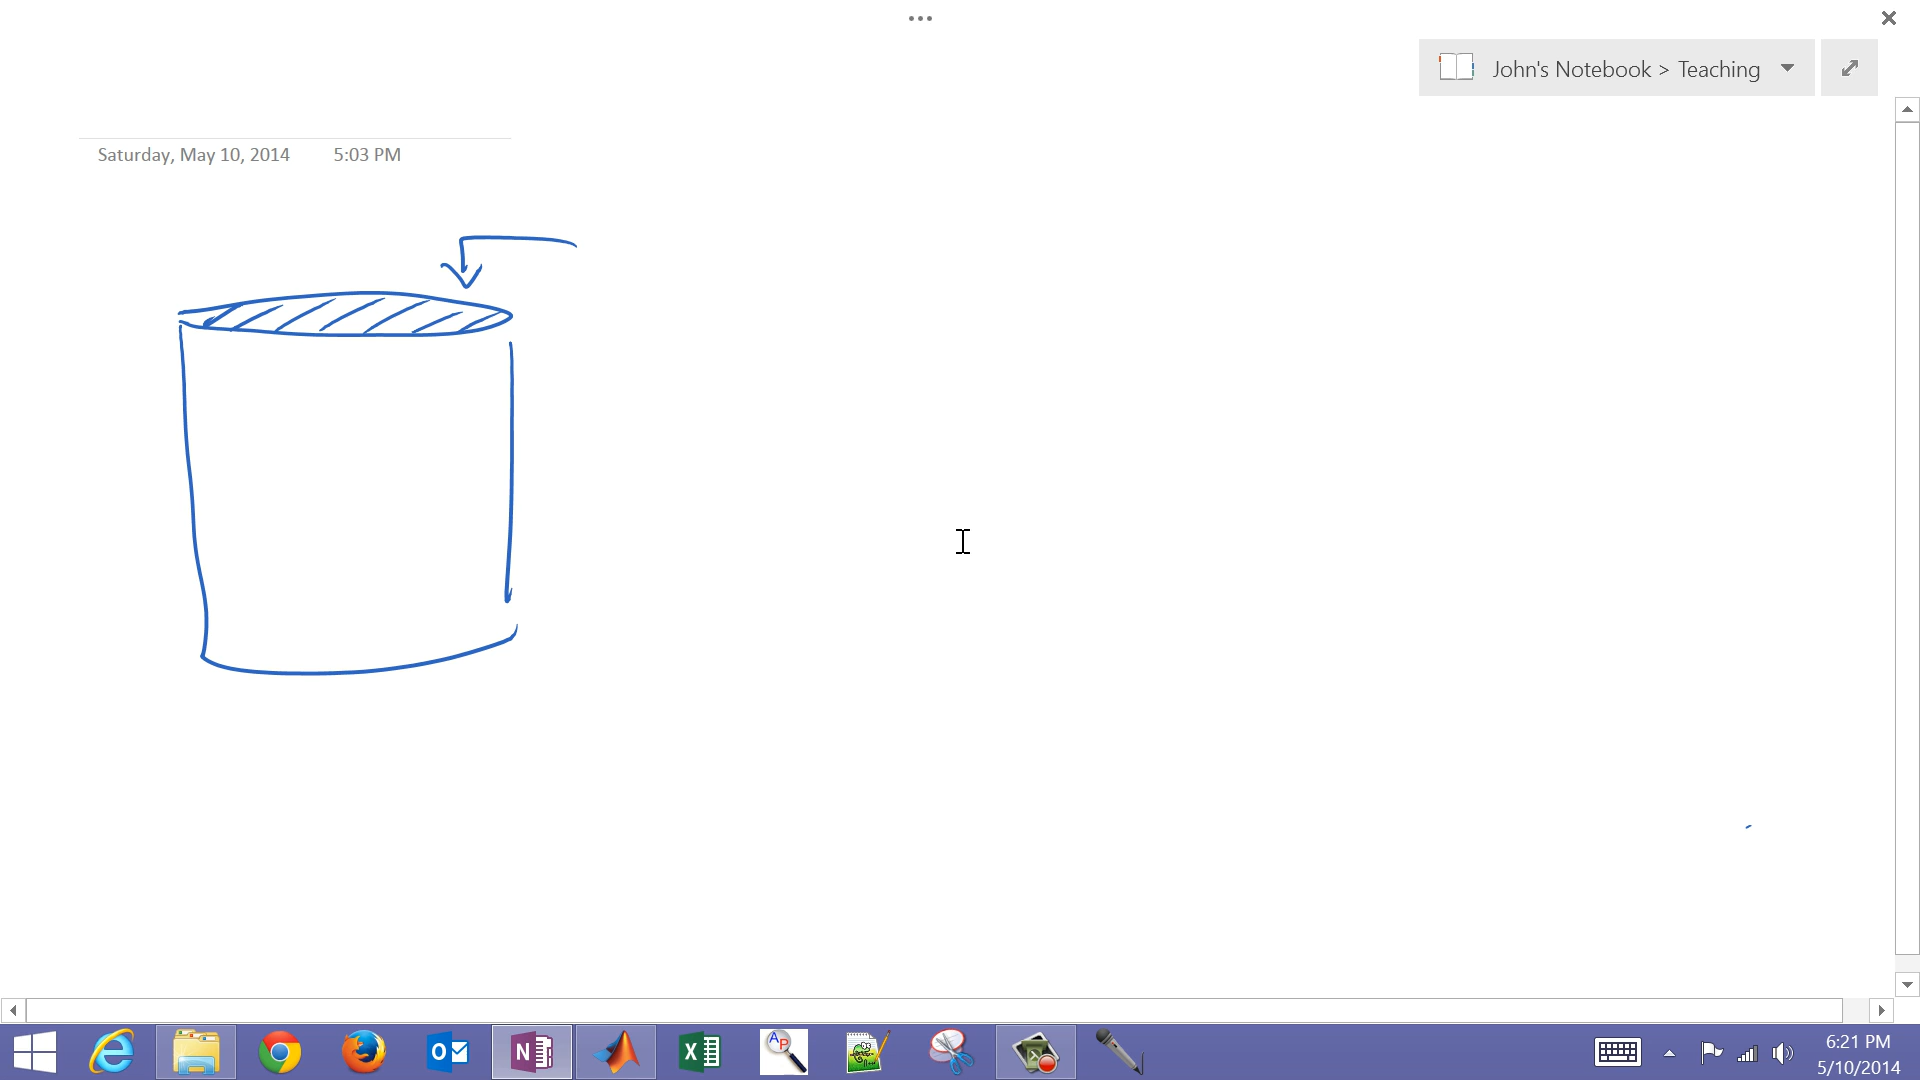 John's Notebook > Teaching
Saturday, May 10, 2014 5:03 PM
6:21 PM
5/10/2014